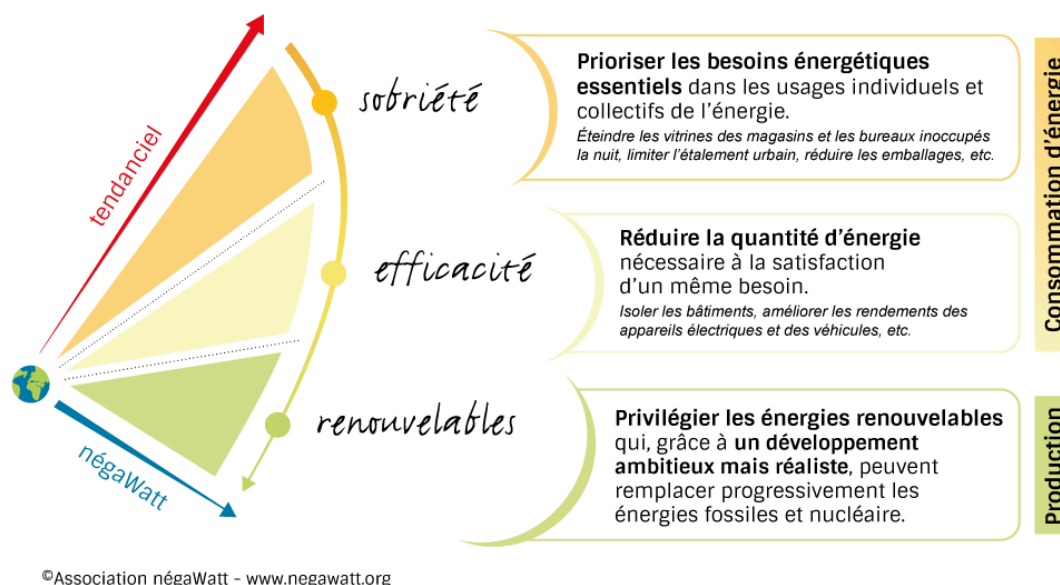 tendanciel
négaWatt
sobriété
Prioriser les besoins énergétiques
essentiels dans les usages individuels et
collectifs de l'énergie.
Éteindre les vitrines des magasins et les bureaux inoccupés
la nuit, limiter l'étalement urbain, réduire les emballages, etc.
efficacité
Réduire la quantité d'énergie
nécessaire à la satisfaction
d'un même besoin.
Isoler les bâtiments, améliorer les rendements des
appareils électriques et des véhicules, etc.
Consommation d'énergie
renouvelables
Privilégier les énergies renouvelables
qui, grâce à un développement
ambitieux mais réaliste, peuvent
remplacer progressivement les
énergies fossiles et nucléaire.
Production
©Association négaWatt - www.negawatt.org